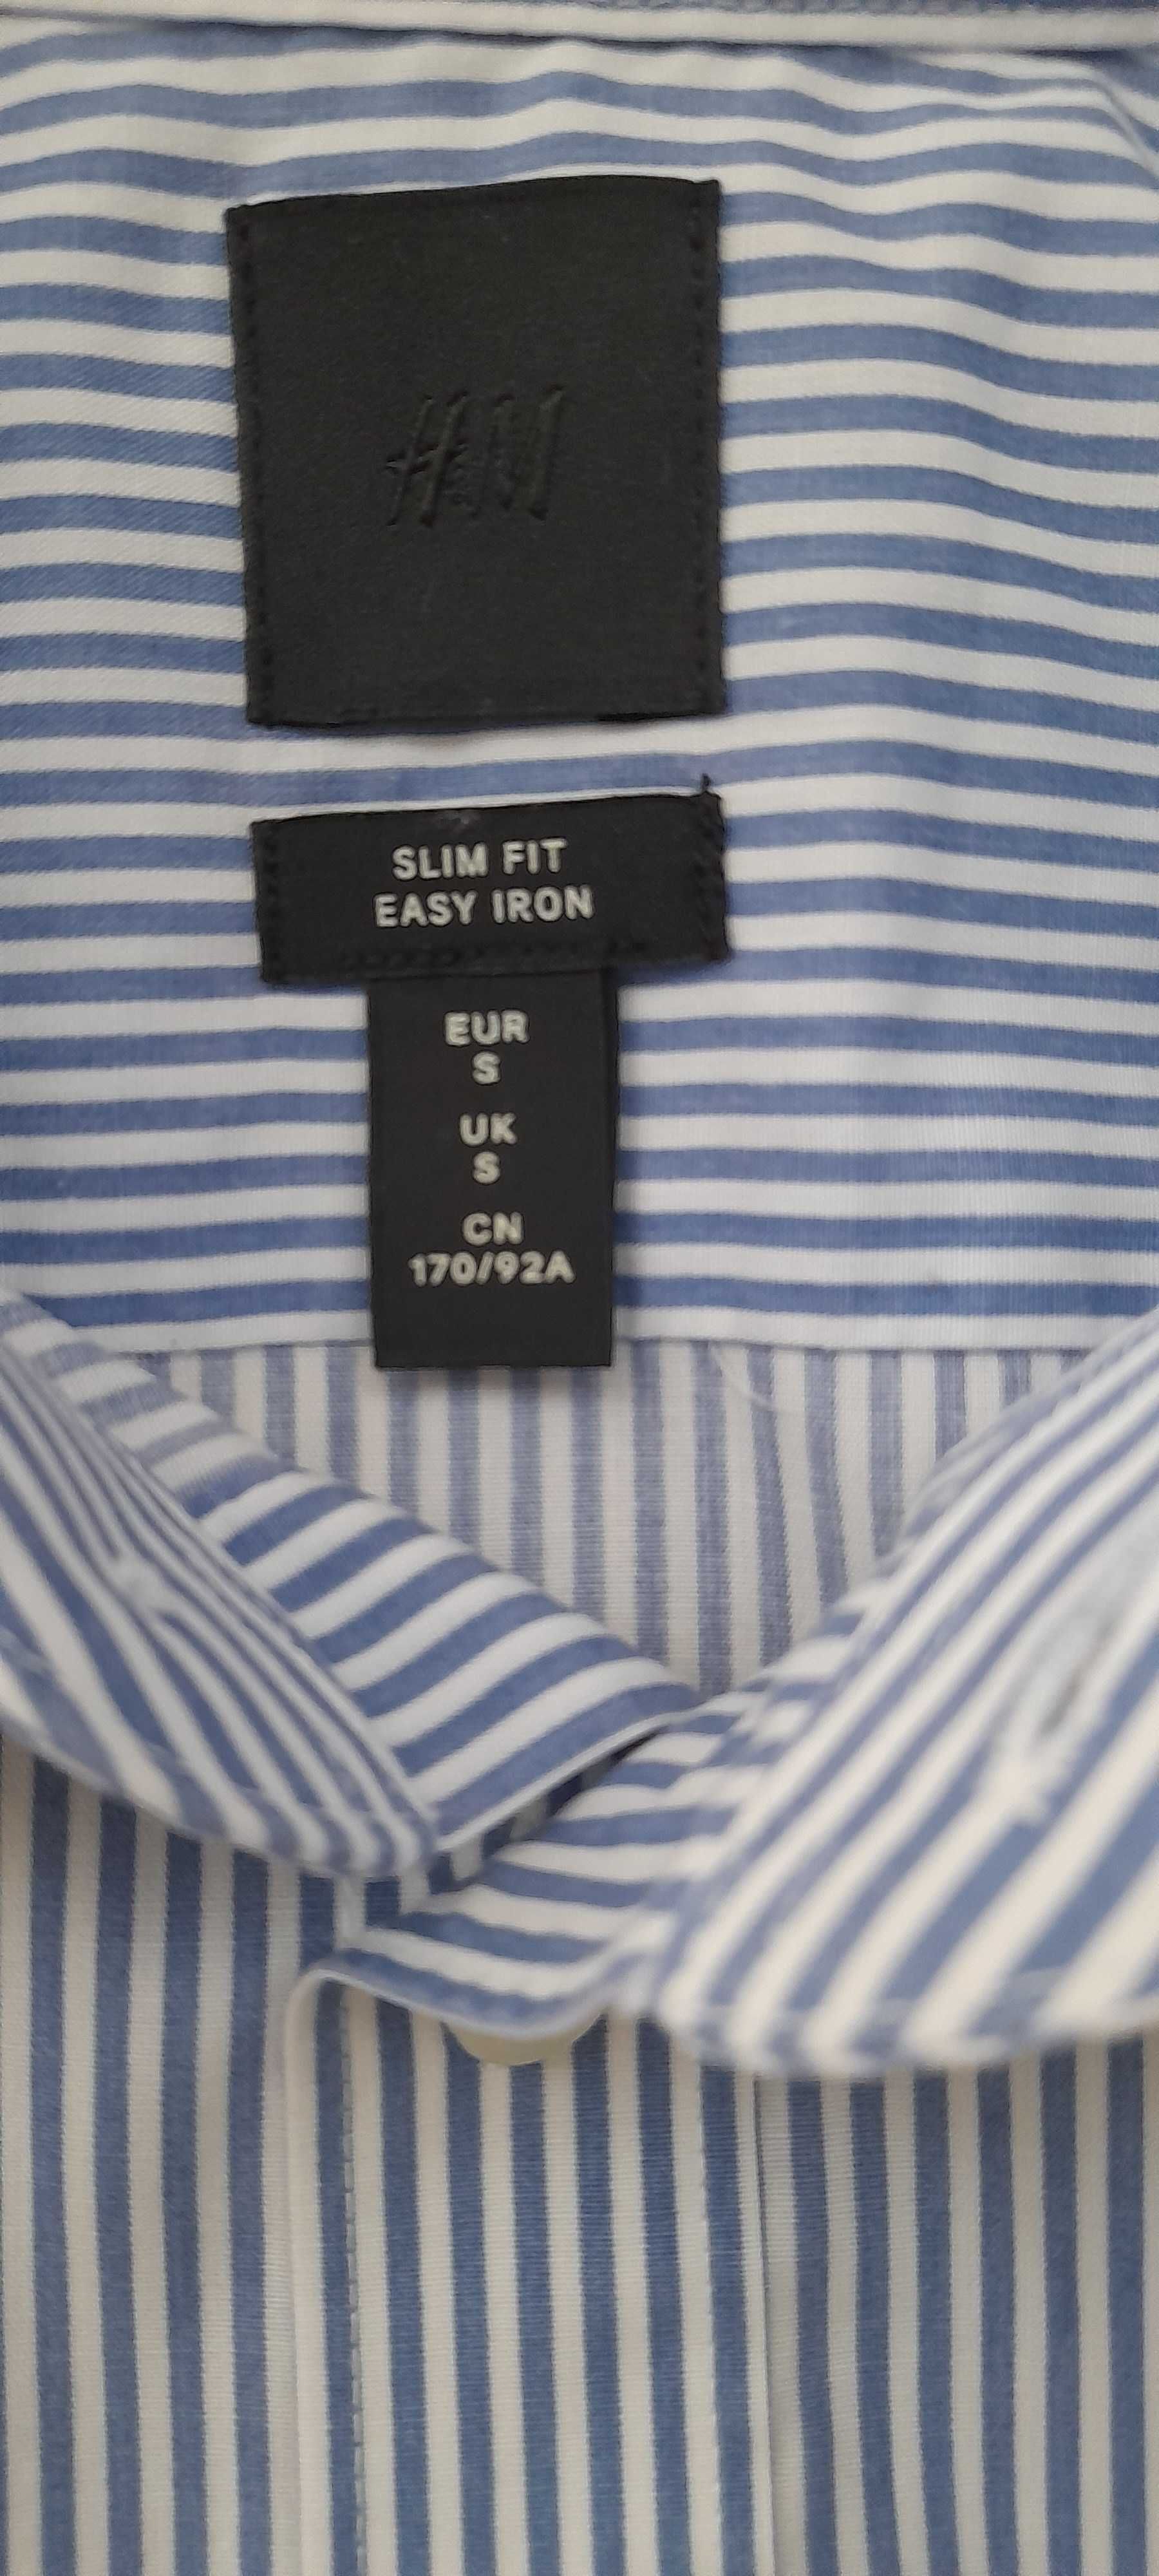 H&M
SLIM FIT
EASY IRON
EUR
S
UK
S
CN
170/92A